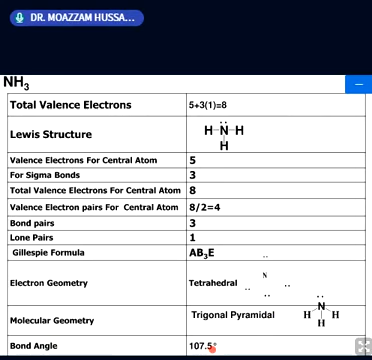 DR. MOAZZAM HUSSA...
NH₃
Total Valence Electrons 5+3(1)=8
Lewis Structure H-N-H
H
Valence Electrons For Central Atom 5
For Sigma Bonds 3
Total Valence Electrons For Central Atom 8
Valence Electron pairs For Central Atom 8/2=4
Bond pairs 3
Lone Pairs 1
Gillespie Formula AB₃E
Electron Geometry Tetrahedral N
Molecular Geometry Trigonal Pyramidal H N H
H
Bond Angle 107.5°